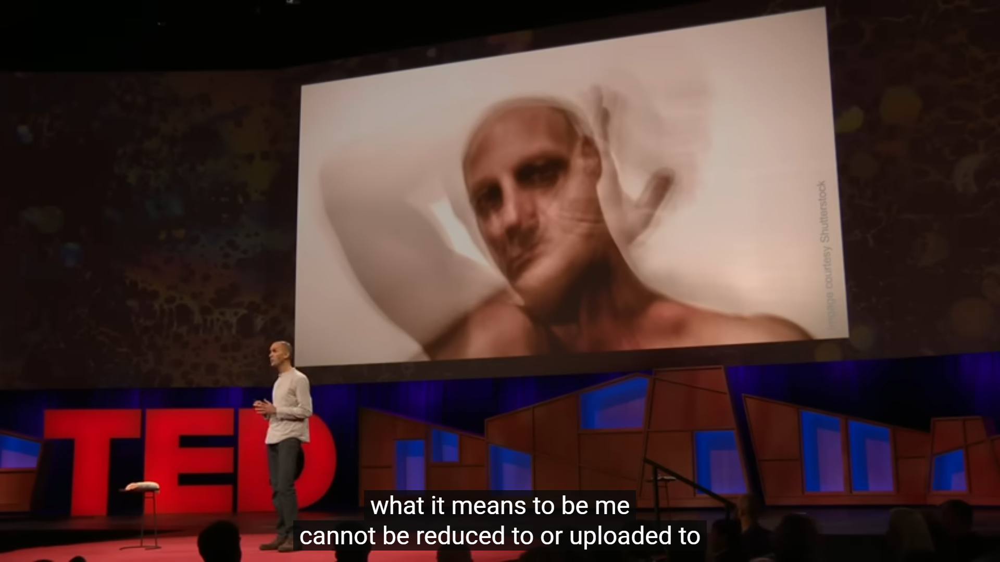 Image courtesy Shutterstock
TED
what it means to be me
cannot be reduced to or uploaded to